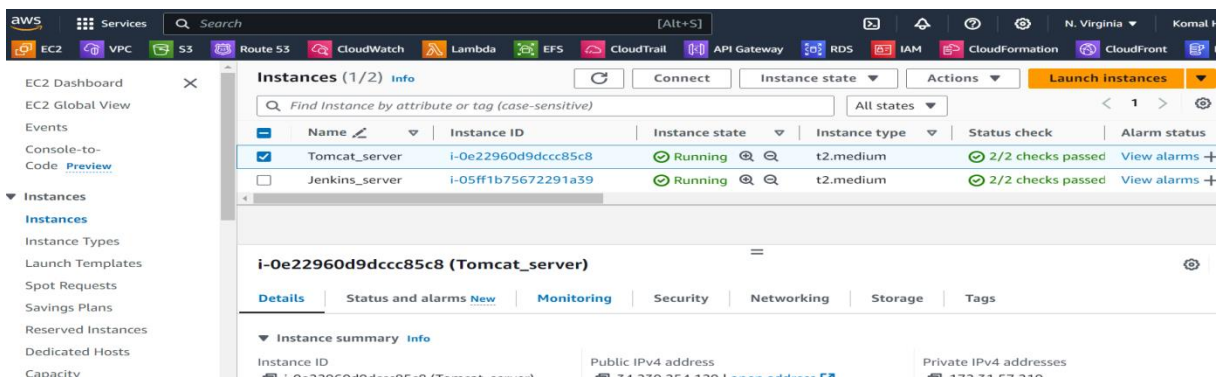 aws Services Search [Alt+S] N. Virginia Komal H
EC2 VPC S3 Route 53 CloudWatch Lambda EFS CloudTrail API Gateway RDS IAM CloudFormation CloudFront
EC2 Dashboard
EC2 Global View
Events
Console-to-
Code Preview
Instances
Instances
Instance Types
Launch Templates
Spot Requests
Savings Plans
Reserved Instances
Dedicated Hosts
Capacity
Instances (1/2) Info Connect Instance state Actions Launch instances
Find Instance by attribute or tag (case-sensitive) All states 1
Name Instance ID Instance state Instance type Status check Alarm status
Tomcat_server i-0e22960d9dccc85c8 Running t2.medium 2/2 checks passed View alarms +
Jenkins_server i-05ff1b75672291a39 Running t2.medium 2/2 checks passed View alarms +
i-0e22960d9dccc85c8 (Tomcat_server)
Details Status and alarms New Monitoring Security Networking Storage Tags
Instance summary Info
Instance ID Public IPv4 address Private IPv4 addresses
i-0e22960d9dccc85c8 (Tomcat_server)